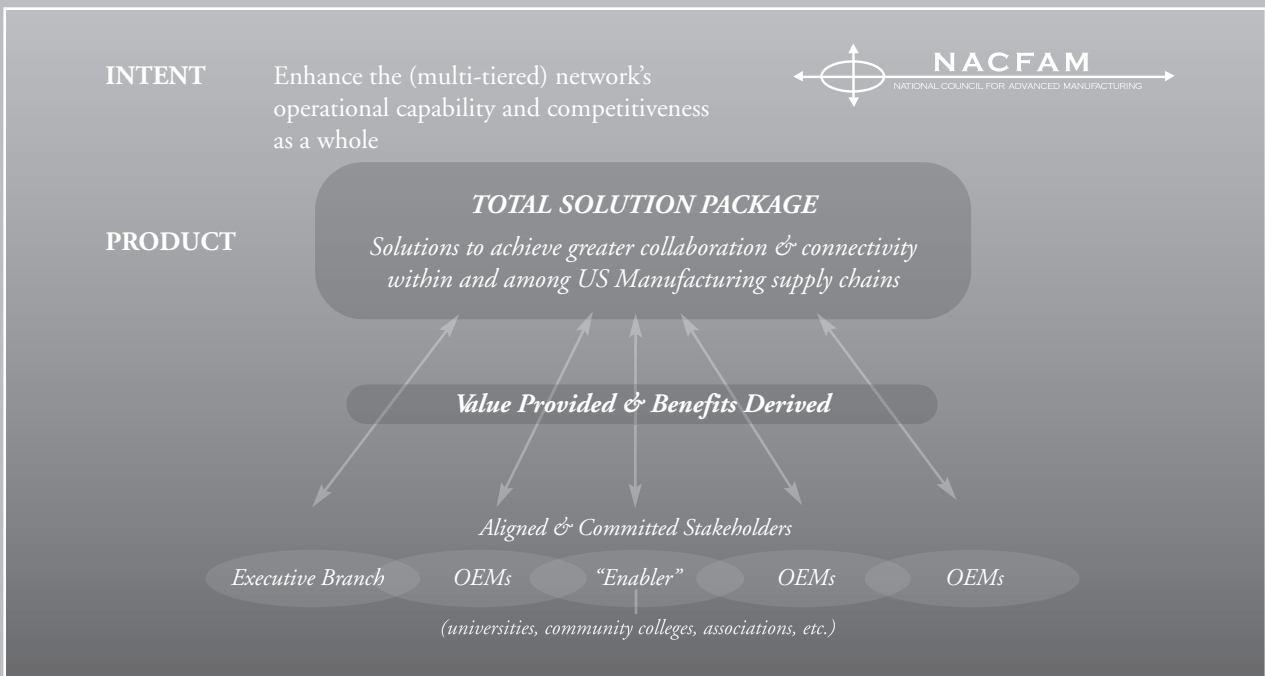 INTENT
Enhance the (multi-tiered) network's
operational capability and competitiveness
as a whole
NACFAM
NATIONAL COUNCIL FOR ADVANCED MANUFACTURING
PRODUCT
TOTAL SOLUTION PACKAGE
Solutions to achieve greater collaboration & connectivity
within and among US Manufacturing supply chains
Value Provided & Benefits Derived
Aligned & Committed Stakeholders
Executive Branch
OEMs
“Enabler”
OEMs
OEMs
(universities, community colleges, associations, etc.)